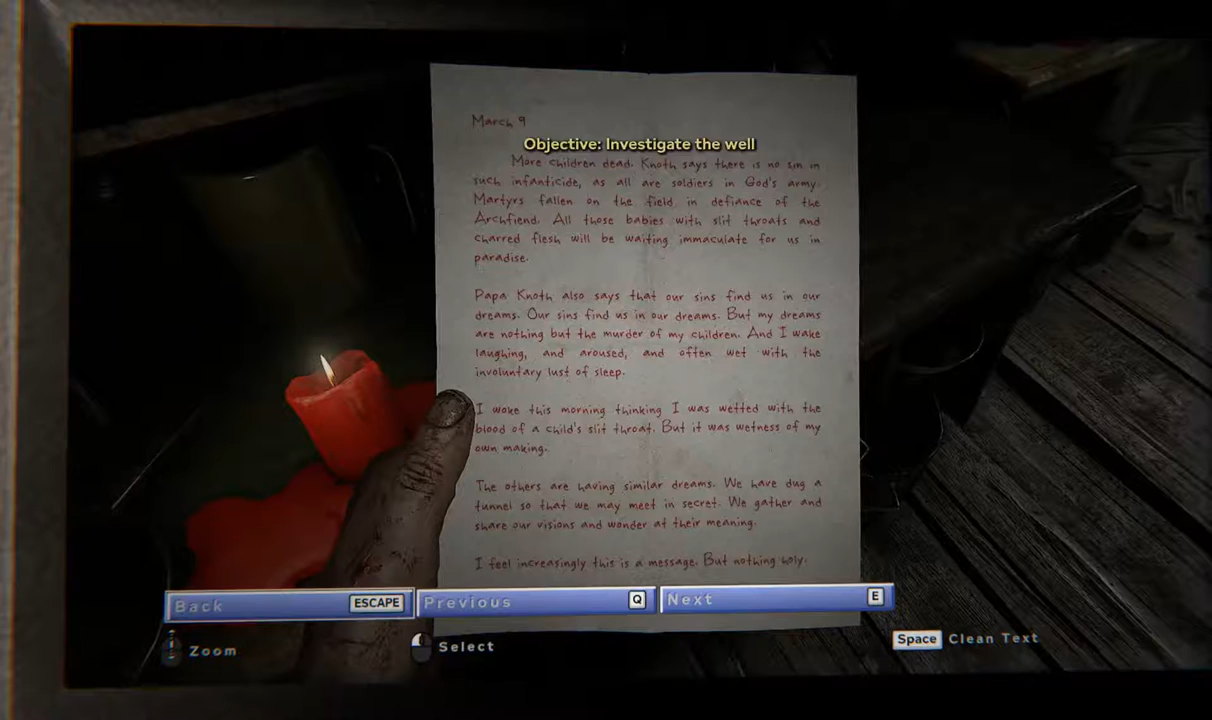 March 9
Objective: Investigate the well
More children dead. Knoth says there is no sin in
such infanticide, as all are soldiers in God's army.
Martyrs fallen on the field in defiance of the
Archfiend. All those babies with slit throats and
charred flesh will be waiting immaculate for us in
paradise.
Papa Knoth also says that our sins find us in our
dreams. Our sins find us in our dreams. But my dreams
are nothing but the murder of my children. And I wake
laughing, and aroused, and often wet with the
involuntary lust of sleep.
I woke this morning thinking I was wetted with the
blood of a child's slit throat. But it was wetness of my
own making.
The others are having similar dreams. We have dug a
tunnel so that we may meet in secret. We gather and
share our visions and wonder at their meaning.
I feel increasingly this is a message. But nothing holy.
Back ESCAPE Previous Q Next E
Zoom Select Space Clean Text